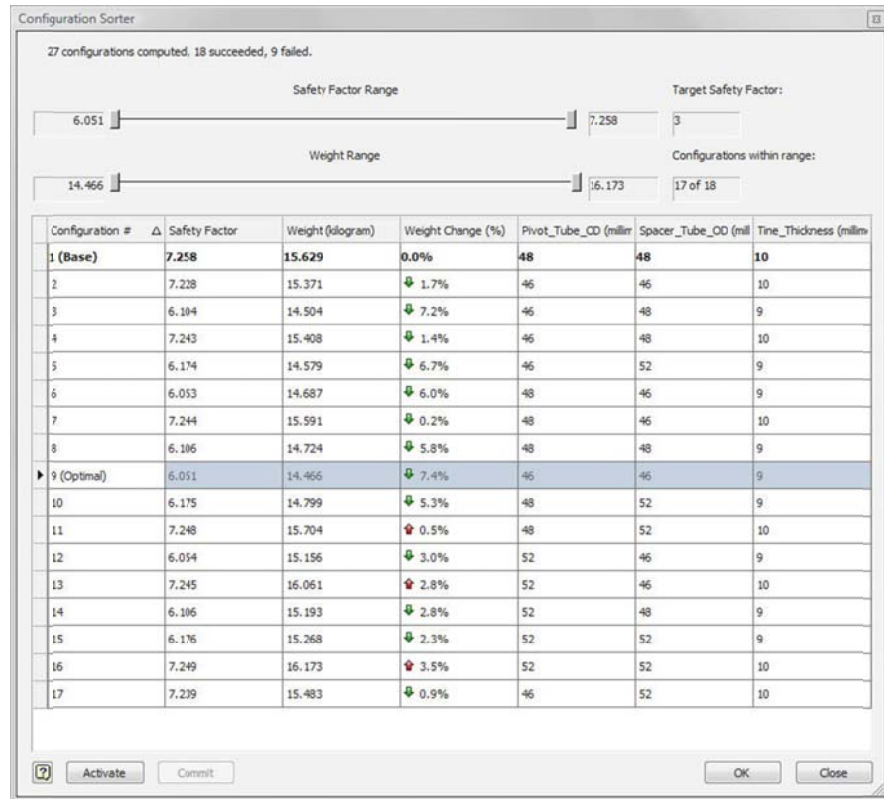 Configuration Sorter
27 configurations computed, 18 succeeded, 9 failed.
Safety Factor Range
Target Safety Factor:
6.051
7.258
3
Weight Range
Configurations within range:
14.466
16.173
17 of 18
Configuration # Safety Factor Weight (kilogram) Weight Change (%) Pivot_Tube_OD (millim Spacer_Tube_OD (mill Tine_Thickness (millim
1 (Base) 7.258 15.629 0.0% 48 48 10
2 7.228 15.371 1.7% 46 46 10
3 6.104 14.504 7.2% 46 48 9
4 7.243 15.408 1.4% 46 48 10
5 6.174 14.579 6.7% 46 52 9
6 6.053 14.687 6.0% 48 46 9
7 7.244 15.591 0.2% 48 46 10
8 6.106 14.724 5.8% 48 48 9
9 (Optimal) 6.051 14.466 7.4% 46 46 9
10 6.175 14.799 5.3% 48 52 9
11 7.248 15.704 0.5% 48 52 10
12 6.054 15.156 3.0% 52 46 9
13 7.245 16.061 2.8% 52 46 10
14 6.106 15.193 2.8% 52 48 9
15 6.176 15.268 2.3% 52 52 9
16 7.249 16.173 3.5% 52 52 10
17 7.239 15.483 0.9% 46 52 10
? Activate Commit OK Close